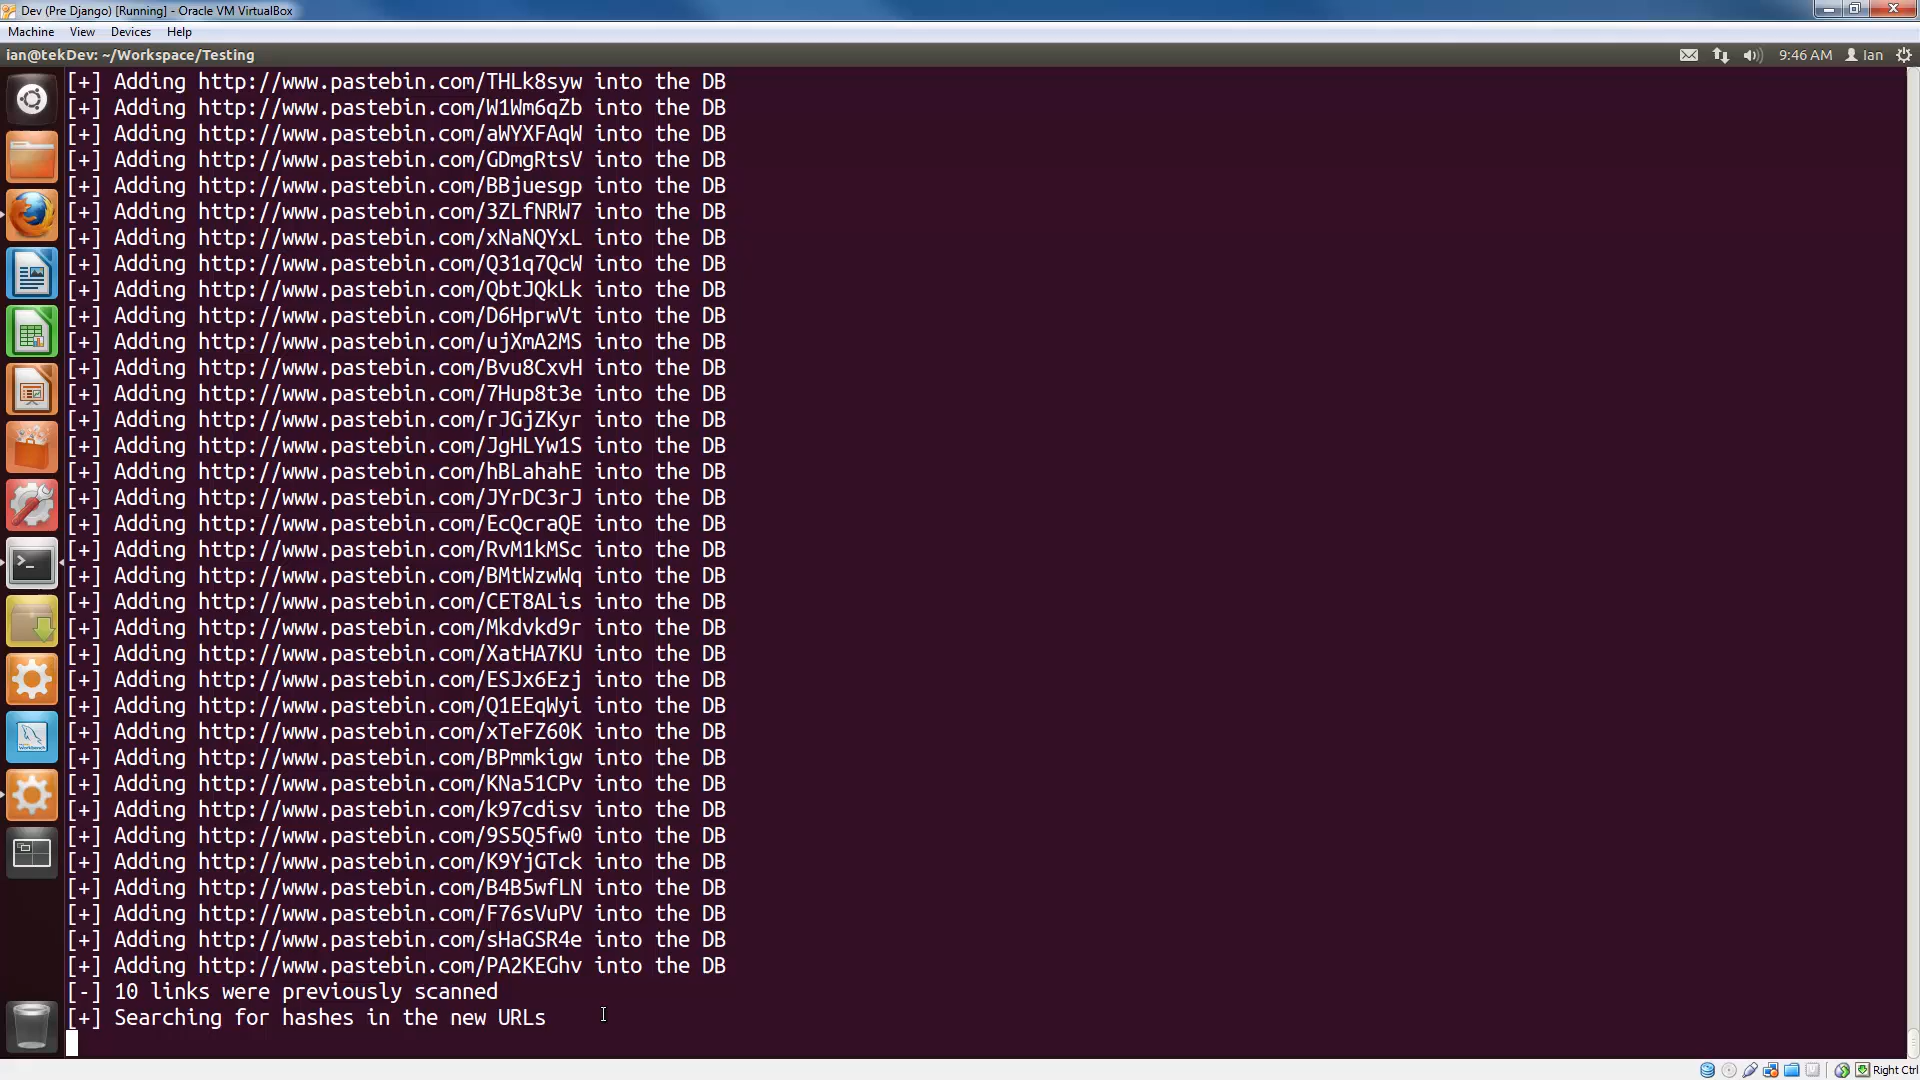 Dev (Pre Django) [Running] - Oracle VM VirtualBox
Machine View Devices Help
ian@tekDev: ~/Workspace/Testing 9:46 AM Ian
[+] Adding http://www.pastebin.com/THLk8syw into the DB
[+] Adding http://www.pastebin.com/W1Wm6qZb into the DB
[+] Adding http://www.pastebin.com/aWYXFAqW into the DB
[+] Adding http://www.pastebin.com/GDmgRtsV into the DB
[+] Adding http://www.pastebin.com/BBjuesgp into the DB
[+] Adding http://www.pastebin.com/3ZLfNRW7 into the DB
[+] Adding http://www.pastebin.com/xNaNQYxL into the DB
[+] Adding http://www.pastebin.com/Q31q7QcW into the DB
[+] Adding http://www.pastebin.com/QbtJQkLk into the DB
[+] Adding http://www.pastebin.com/D6HprwVt into the DB
[+] Adding http://www.pastebin.com/ujXmA2MS into the DB
[+] Adding http://www.pastebin.com/Bvu8CxvH into the DB
[+] Adding http://www.pastebin.com/7Hup8t3e into the DB
[+] Adding http://www.pastebin.com/rJGjZKyr into the DB
[+] Adding http://www.pastebin.com/JgHLYw1S into the DB
[+] Adding http://www.pastebin.com/hBLahahE into the DB
[+] Adding http://www.pastebin.com/JYrDC3rJ into the DB
[+] Adding http://www.pastebin.com/EcQcraQE into the DB
[+] Adding http://www.pastebin.com/RvM1kMSc into the DB
[+] Adding http://www.pastebin.com/BMtWzwWq into the DB
[+] Adding http://www.pastebin.com/CET8ALis into the DB
[+] Adding http://www.pastebin.com/Mkdvkd9r into the DB
[+] Adding http://www.pastebin.com/XatHA7KU into the DB
[+] Adding http://www.pastebin.com/ESJx6Ezj into the DB
[+] Adding http://www.pastebin.com/Q1EEqWyi into the DB
[+] Adding http://www.pastebin.com/xTeFZ60K into the DB
[+] Adding http://www.pastebin.com/BPmmkigw into the DB
[+] Adding http://www.pastebin.com/KNa51CPv into the DB
[+] Adding http://www.pastebin.com/k97cdisv into the DB
[+] Adding http://www.pastebin.com/9S5Q5fw0 into the DB
[+] Adding http://www.pastebin.com/K9YjGTck into the DB
[+] Adding http://www.pastebin.com/B4B5wfLN into the DB
[+] Adding http://www.pastebin.com/F76sVuPV into the DB
[+] Adding http://www.pastebin.com/sHaGSR4e into the DB
[+] Adding http://www.pastebin.com/PA2KEGhv into the DB
[-] 10 links were previously scanned
[+] Searching for hashes in the new URLs
Right Ctrl